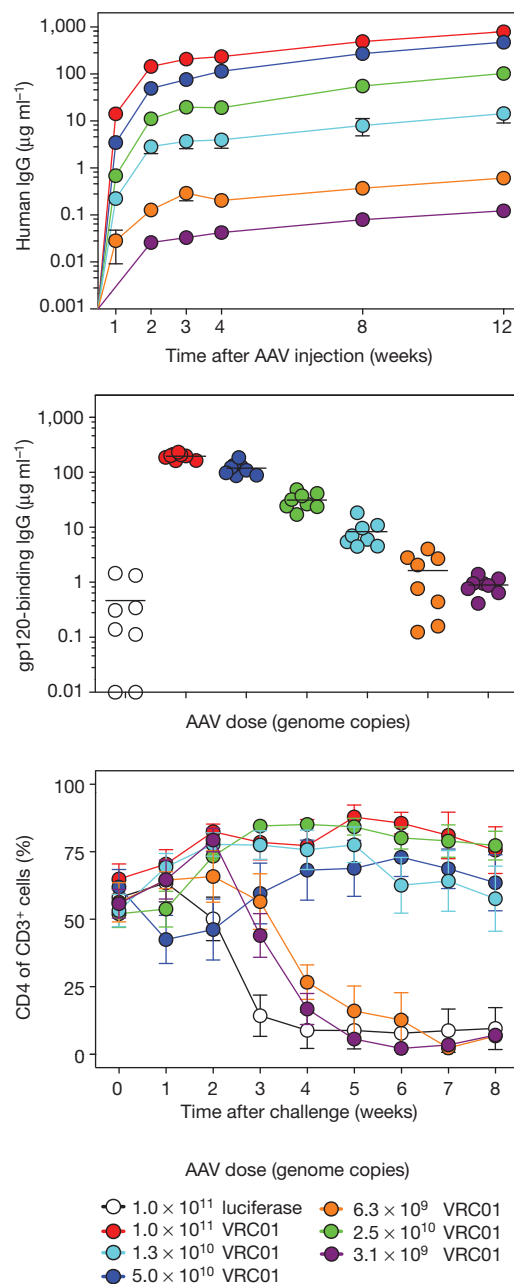 1,000
100
10
1
0.1
0.01
0.001
Human IgG (µg ml⁻¹)
1 2 3 4 8 12
Time after AAV injection (weeks)
1,000
100
10
1
0.1
0.01
gp120-binding IgG (µg ml⁻¹)
AAV dose (genome copies)
100
75
50
25
0
CD4 of CD3⁺ cells (%)
0 1 2 3 4 5 6 7 8
Time after challenge (weeks)
AAV dose (genome copies)
1.0 × 10¹¹ luciferase
1.0 × 10¹¹ VRC01
1.3 × 10¹⁰ VRC01
5.0 × 10¹⁰ VRC01
6.3 × 10⁹ VRC01
2.5 × 10¹⁰ VRC01
3.1 × 10⁹ VRC01